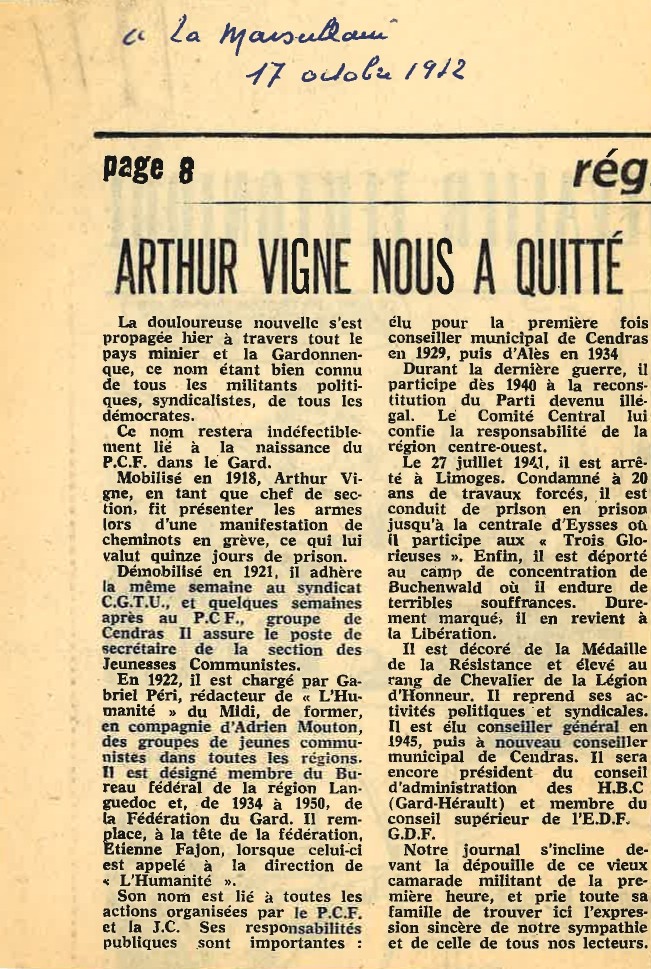 a La Marseillaise
17 octobre 1972
page 8
rég
ARTHUR VIGNE NOUS A QUITTÉ
La douloureuse nouvelle s'est
propagée hier à travers tout le
pays minier et la Gardonnen-
que, ce nom étant bien connu
de tous les militants politi-
ques, syndicalistes, de tous les
démocrates.
Ce nom restera indéfectible-
ment lié à la naissance du
P.C.F. dans le Gard.
Mobilisé en 1918, Arthur Vi-
gne, en tant que chef de sec-
tion, fit présenter les armes
lors d'une manifestation de
cheminots en grève, ce qui lui
valut quinze jours de prison.
Démobilisé en 1921, il adhère
la même semaine au syndicat
C.G.T.U., et quelques semaines
après au P.C F., groupe de
Cendras Il assure le poste de
secrétaire de la section des
Jeunesses Communistes.
En 1922, il est chargé par Ga-
briel Péri, rédacteur de « L'Hu-
manité » du Midi, de former,
en compagnie d'Adrien Mouton,
des groupes de jeunes commu-
nistes dans toutes les régions.
Il est désigné membre du Bu-
reau fédéral de la région Lan-
guedoc et, de 1934 à 1950, de
la Fédération du Gard. Il rem-
place, à la tête de la fédération,
Etienne Fajon, lorsque celui-ci
est appelé à la direction de
« L'Humanité ».
Son nom est lié à toutes les
actions organisées par le P.C.F.
et la J.C. Ses responsabilités
publiques sont importantes :
élu pour la première fois
conseiller municipal de Cendras
en 1929, puis d'Alès en 1934
Durant la dernière guerre, il
participe dès 1940 à la recons-
titution du Parti devenu illé-
gal. Le Comité Central lui
confie la responsabilité de la
région centre-ouest.
Le 27 juillet 1941, il est arrê-
té à Limoges. Condamné à 20
ans de travaux forcés, il est
conduit de prison en prison
jusqu'à la centrale d'Eysses où
il participe aux « Trois Glo-
rieuses ». Enfin, il est déporté
au camp de concentration de
Buchenwald où il endure de
terribles souffrances. Dure-
ment marqué, il en revient à
la Libération.
Il est décoré de la Médaille
de la Résistance et élevé au
rang de Chevalier de la Légion
d'Honneur. Il reprend ses ac-
tivités politiques et syndicales.
Il est élu conseiller général en
1945, puis à nouveau conseiller
municipal de Cendras. Il sera
encore président du conseil
d'administration des H.B.C
(Gard-Hérault) et membre du
conseil supérieur de l'E.D.F.
G.D.F.
Notre journal s'incline de-
vant la dépouille de ce vieux
camarade militant de la pre-
mière heure, et prie toute sa
famille de trouver ici l'expres-
sion sincère de notre sympathie
et de celle de tous nos lecteurs.